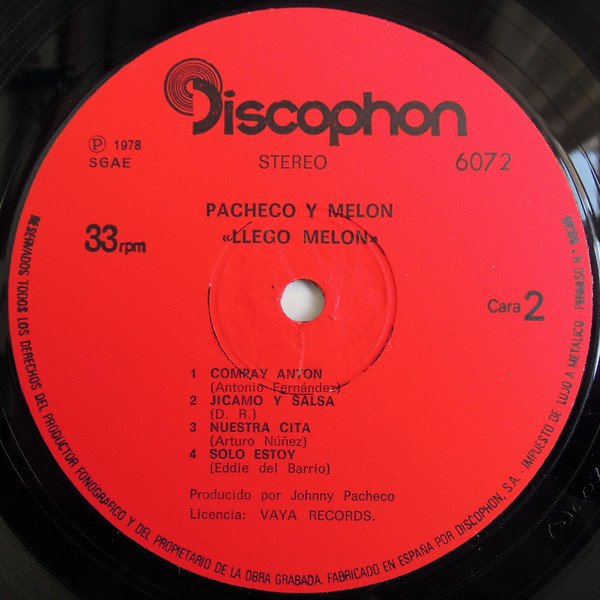 Discophon
Ⓟ 1978
SGAE
STEREO
6072
PACHECO Y MELON
«LLEGO MELON»
33 rpm
Cara 2
1 COMPAY ANTON
(Antonio Fernández)
2 JICAMO Y SALSA
(D. R.)
3 NUESTRA CITA
(Arturo Núñez)
4 SOLO ESTOY
(Eddie del Barrio)
Producido por Johnny Pacheco
Licencia: VAYA RECORDS.
RESERVADOS TODOS LOS DERECHOS DEL PRODUCTOR FONOGRAFICO Y DEL PROPIETARIO DE LA OBRA GRABADA. FABRICADO EN ESPAÑA POR DISCOPHON, S.A. - IMPUESTO DE LUJO A METALICO PERMISO N.°